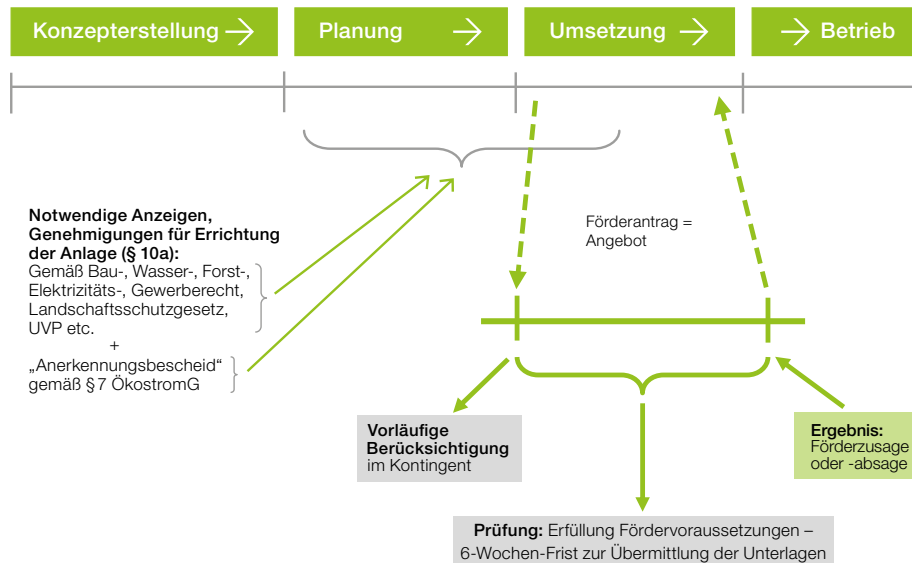 Konzepterstellung →
Planung →
Umsetzung →
→ Betrieb
Notwendige Anzeigen,
Genehmigungen für Errichtung
der Anlage (§ 10a):
Gemäß Bau-, Wasser-, Forst-,
Elektrizitäts-, Gewerberecht,
Landschaftsschutzgesetz,
UVP etc.
+
„Anerkennungsbescheid“
gemäß § 7 ÖkostromG
Förderantrag =
Angebot
Vorläufige
Berücksichtigung
im Kontingent
Ergebnis:
Förderzusage
oder -absage
Prüfung: Erfüllung Fördervoraussetzungen –
6-Wochen-Frist zur Übermittlung der Unterlagen